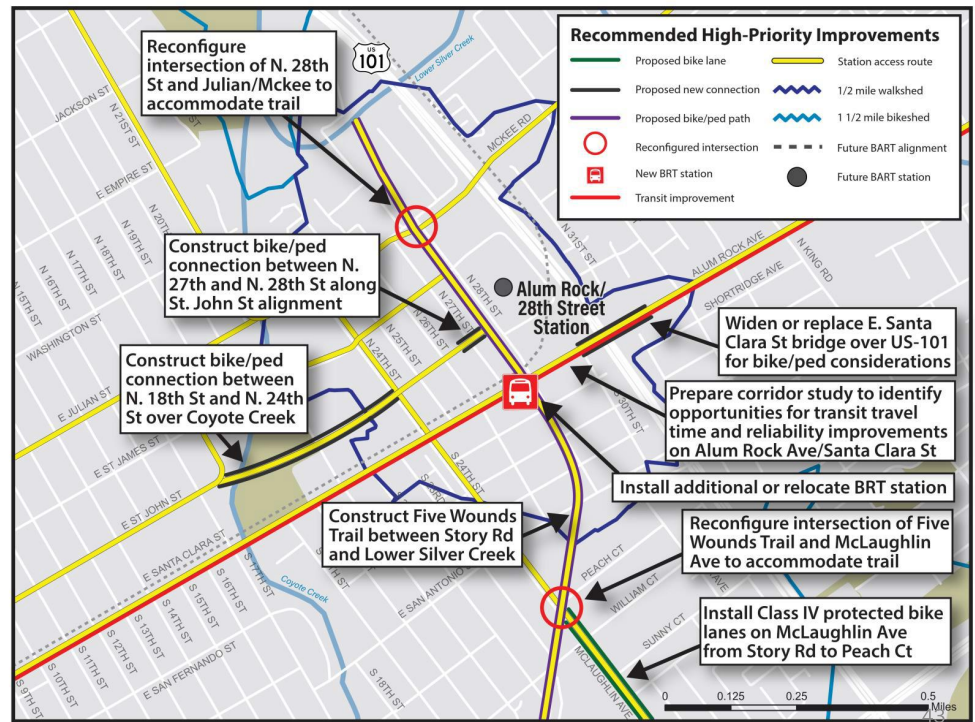 Recommended High-Priority Improvements
Proposed bike lane
Proposed new connection
Proposed bike/ped path
Reconfigured intersection
New BRT station
Transit improvement
Station access route
1/2 mile walkshed
1 1/2 mile bikeshed
Future BART alignment
Future BART station
Reconfigure
intersection of N. 28th
St and Julian/Mckee to
accommodate trail
US
101
Lower Silver Creek
JACKSON ST
N 21ST ST
E EMPIRE ST
MCKEE RD
N 20TH ST
N 19TH ST
N 18TH ST
N 17TH ST
N 16TH ST
N 15TH ST
WASHINGTON ST
Construct bike/ped
connection between N.
27th and N. 28th St along
St. John St alignment
N 31ST ST
ALUM ROCK AVE
N KING RD
SHORTRIDGE AVE
N 28TH ST
N 27TH ST
N 26TH ST
N 25TH ST
N 24TH ST
Alum Rock/
28th Street
Station
Widen or replace E. Santa
Clara St bridge over US-101
for bike/ped considerations
Construct bike/ped
connection between
N. 18th St and N. 24th
St over Coyote Creek
E JULIAN ST
E ST JAMES ST
E ST JOHN ST
Prepare corridor study to identify
opportunities for transit travel
time and reliability improvements
on Alum Rock Ave/Santa Clara St
S 30TH ST
S 24TH ST
Install additional or relocate BRT station
Construct Five Wounds
Trail between Story Rd
and Lower Silver Creek
Reconfigure intersection of Five
Wounds Trail and McLaughlin
Ave to accommodate trail
E SANTA CLARA ST
S 17TH ST
S 16TH ST
S 15TH ST
S 14TH ST
S 13TH ST
S 12TH ST
S 11TH ST
S 10TH ST
S 9TH ST
Coyote Creek
E SAN ANTONIO
E SAN FERNANDO ST
S 18TH ST
PEACH CT
WILLIAM CT
AVE
SUNNY CT
MCLAUGHLIN AVE
Install Class IV protected bike
lanes on McLaughlin Ave
from Story Rd to Peach Ct
0 0.125 0.25 0.5
Miles
43